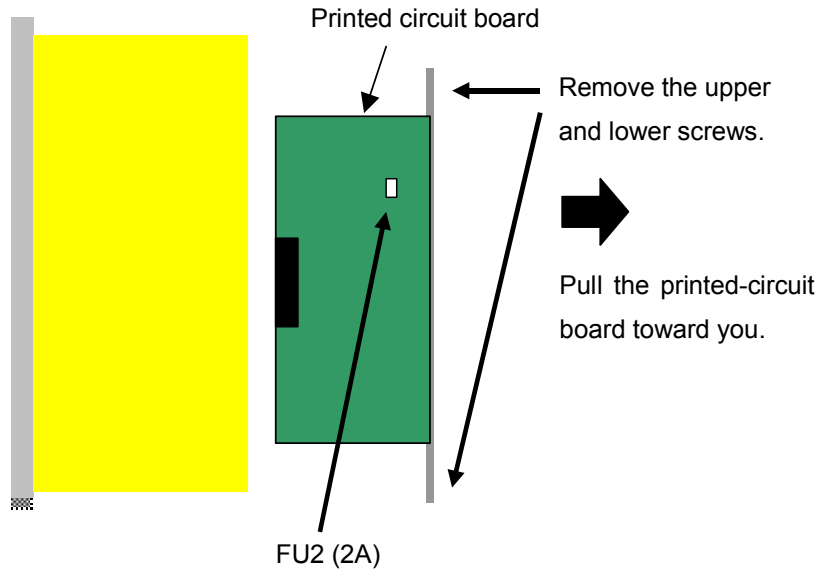 Printed circuit board
Remove the upper
and lower screws.
Pull the printed-circuit
board toward you.
FU2 (2A)